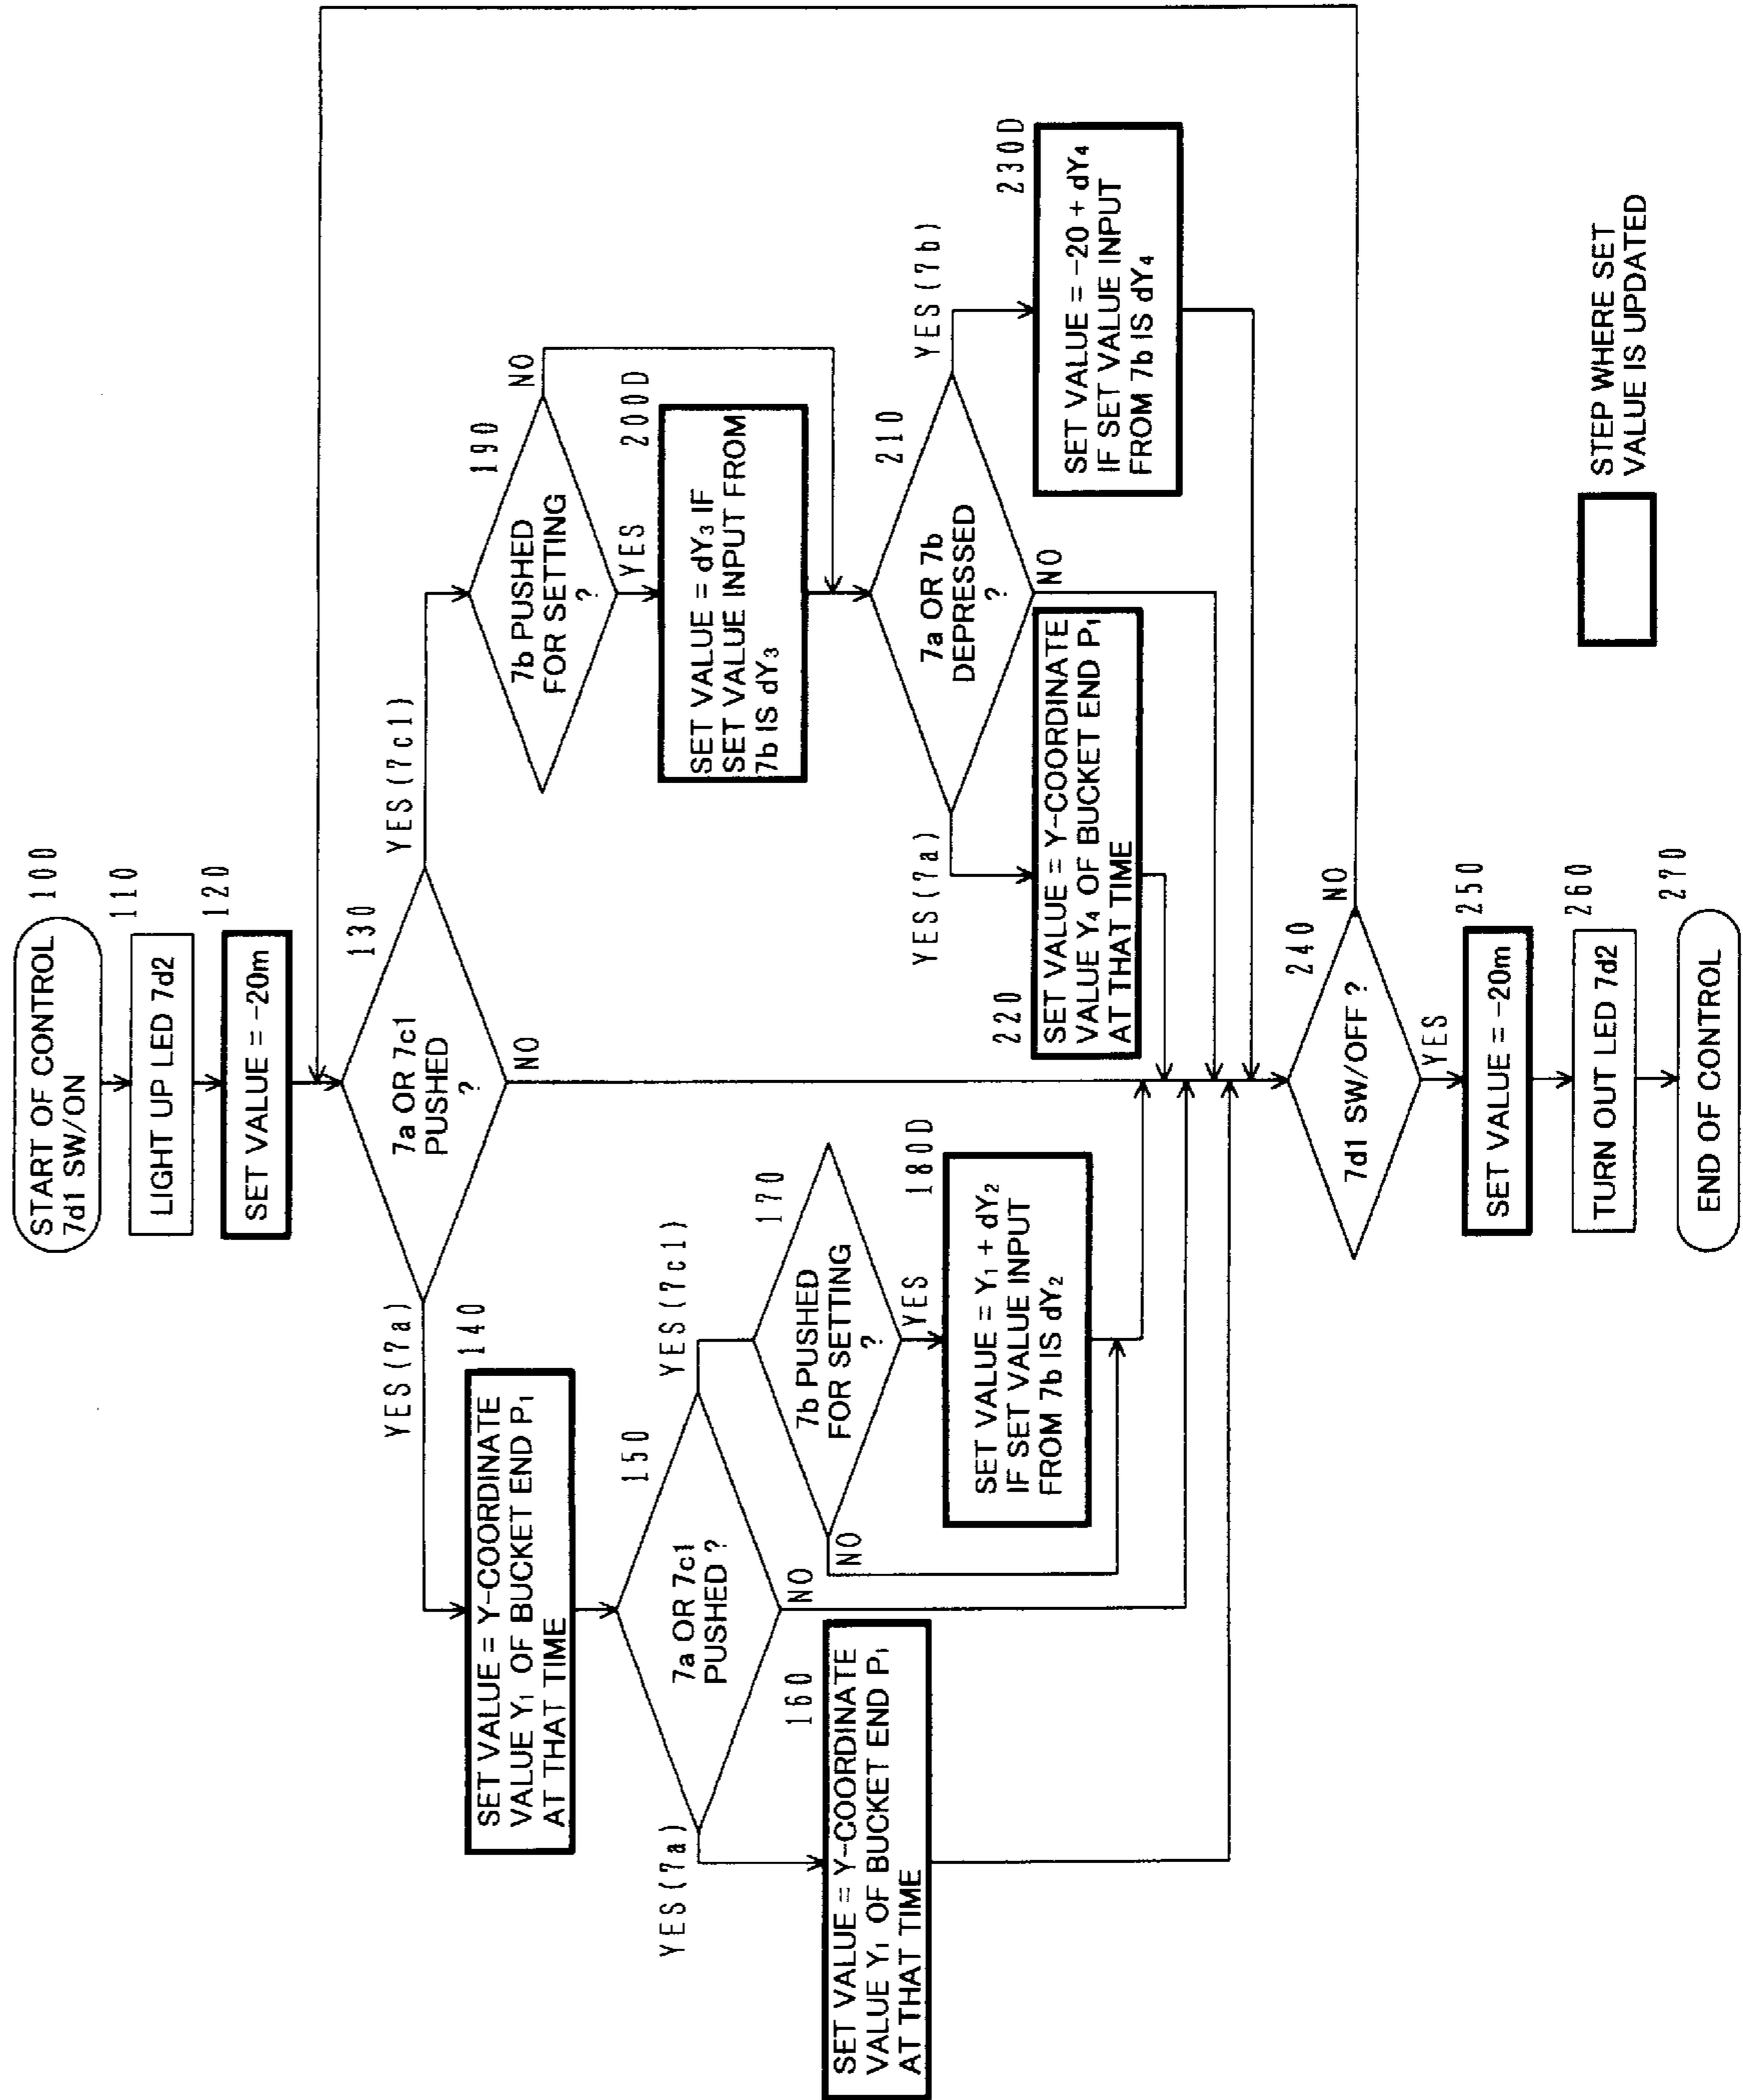 START OF CONTROL
7d1 SW/ON
100
LIGHT UP LED 7d2
110
SET VALUE = -20m
120
7a OR 7c1
PUSHED
?
130
YES(7a)
YES(7c1)
NO
SET VALUE = Y-COORDINATE
VALUE Y₁ OF BUCKET END P₁
AT THAT TIME
140
7a OR 7c1
PUSHED ?
150
YES(7a)
YES(7c1)
NO
SET VALUE = Y-COORDINATE
VALUE Y₁ OF BUCKET END P₁
AT THAT TIME
160
7b PUSHED
FOR SETTING
?
170
NO
YES
SET VALUE = Y₁ + dY₂
IF SET VALUE INPUT
FROM 7b IS dY₂
180D
7b PUSHED
FOR SETTING
?
190
NO
YES
SET VALUE = dY₃ IF
SET VALUE INPUT FROM
7b IS dY₃
200D
7a OR 7b
DEPRESSED
?
210
YES(7a)
YES(7b)
NO
SET VALUE = Y-COORDINATE
VALUE Y₄ OF BUCKET END P₁
AT THAT TIME
220
SET VALUE = -20 + dY₄
IF SET VALUE INPUT
FROM 7b IS dY₄
230D
7d1 SW/OFF ?
240
NO
YES
SET VALUE = -20m
250
TURN OUT LED 7d2
260
END OF CONTROL
270
STEP WHERE SET
VALUE IS UPDATED